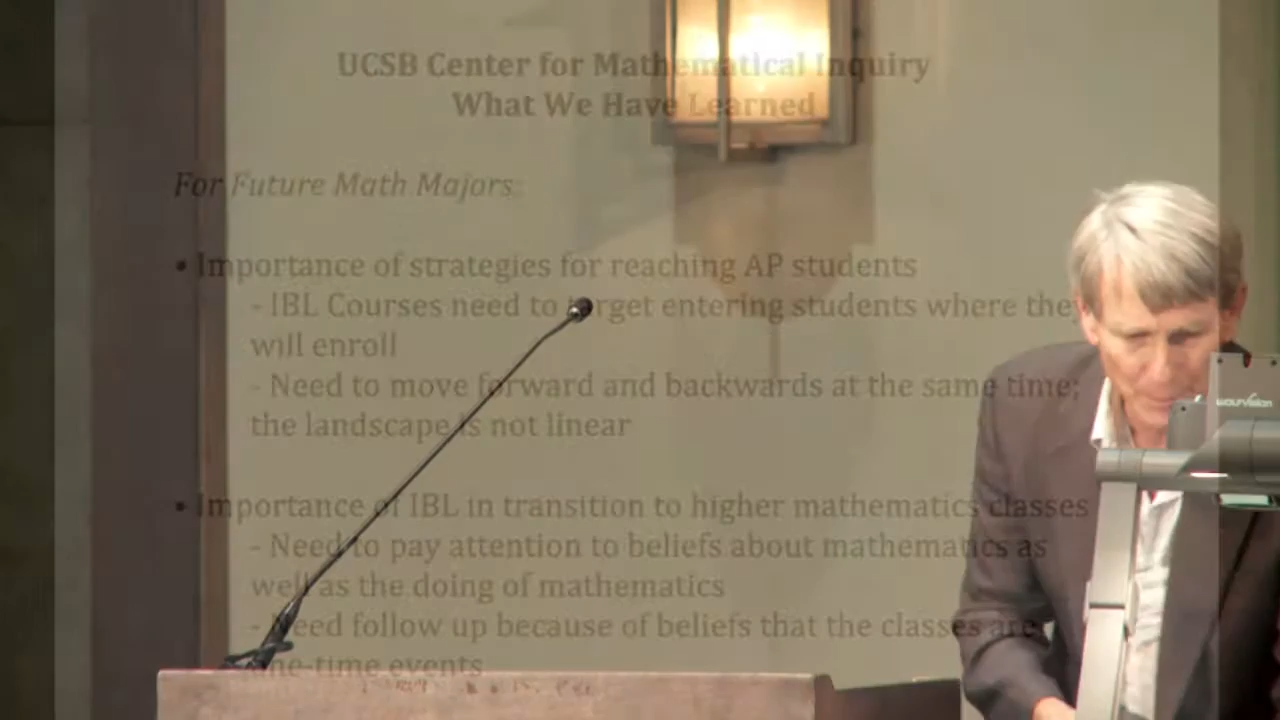 UCSB Center for Mathematical Inquiry
What We Have Learned
For Future Math Majors:
• Importance of strategies for reaching AP students
- IBL Courses need to target entering students where they
will enroll
- Need to move forward and backwards at the same time;
the landscape is not linear
• Importance of IBL in transition to higher mathematics classes
- Need to pay attention to beliefs about mathematics as
well as the doing of mathematics
- Need follow up because of beliefs that the classes are
one-time events
WOLFVision